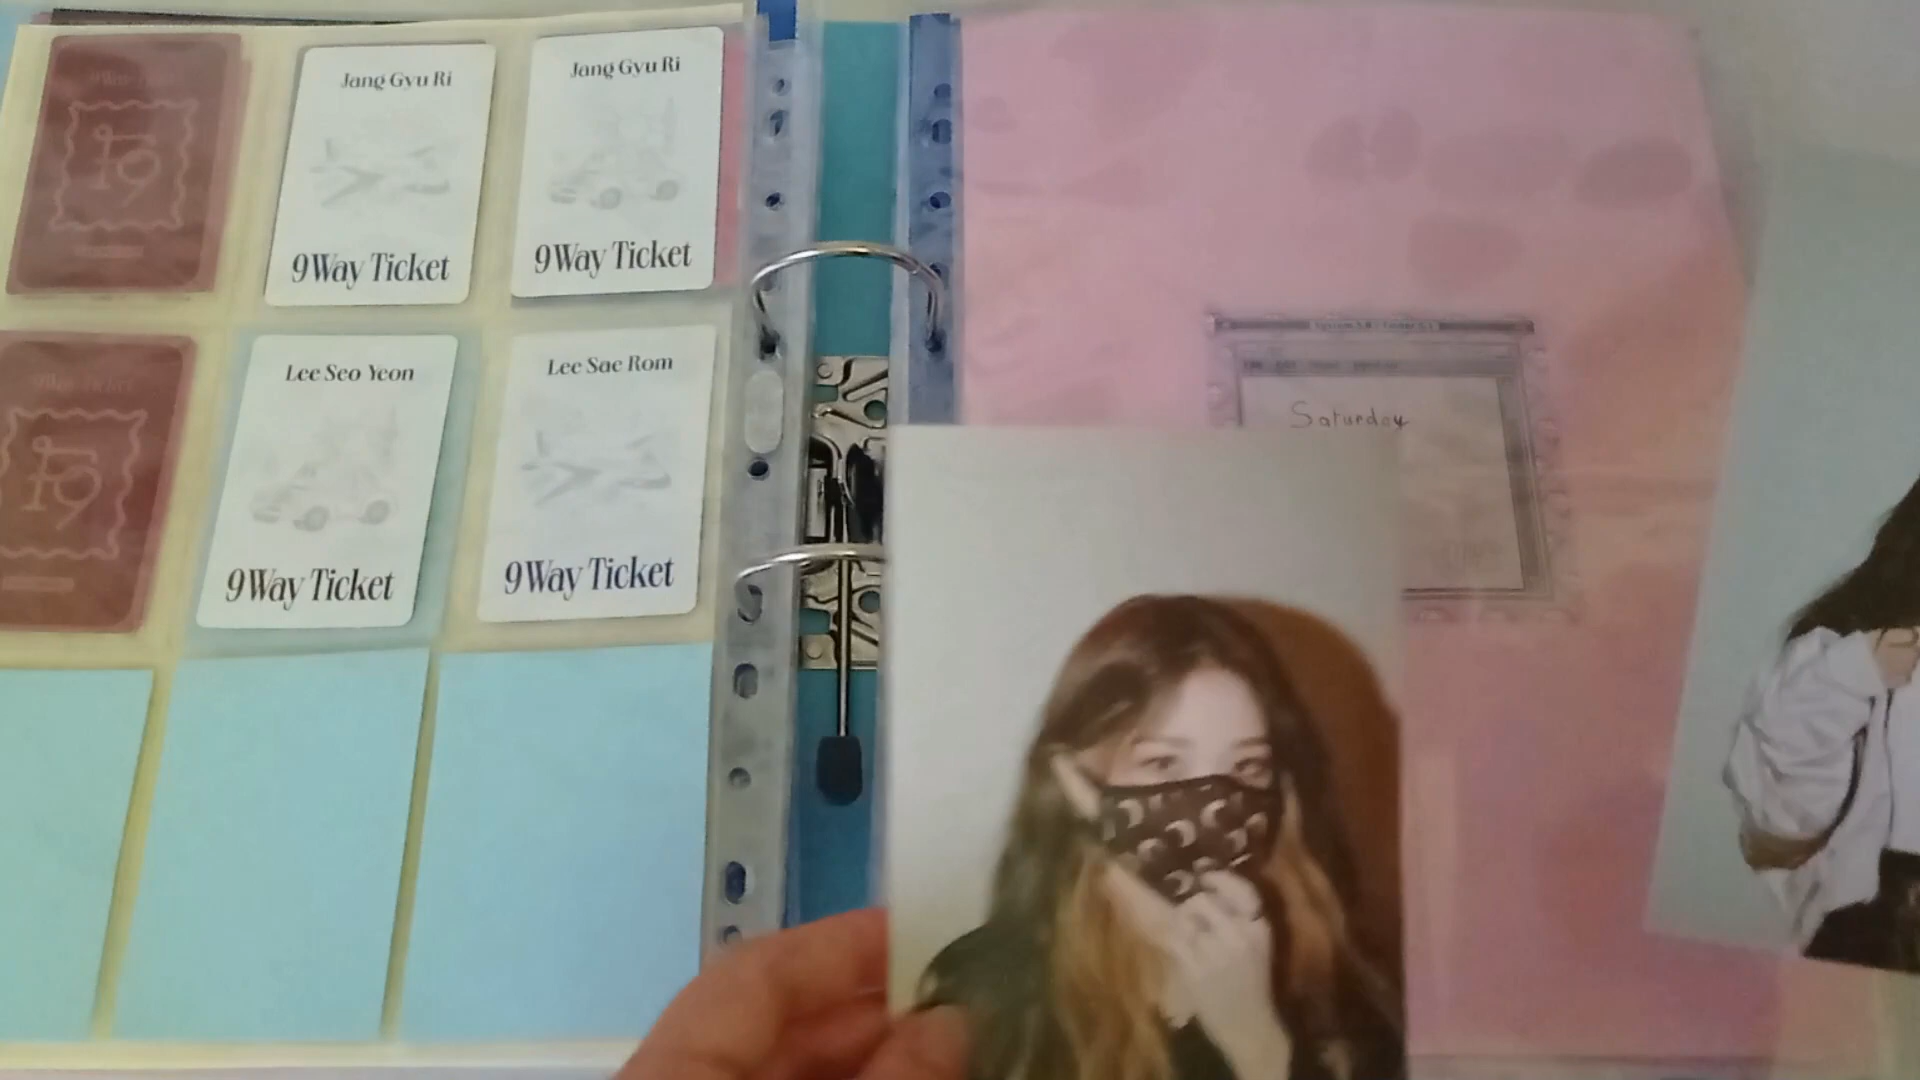 Jang Gyu Ri
9Way Ticket
Jang Gyu Ri
9Way Ticket
Lee Seo Yeon
9Way Ticket
Lee Sae Rom
9Way Ticket
Saturday